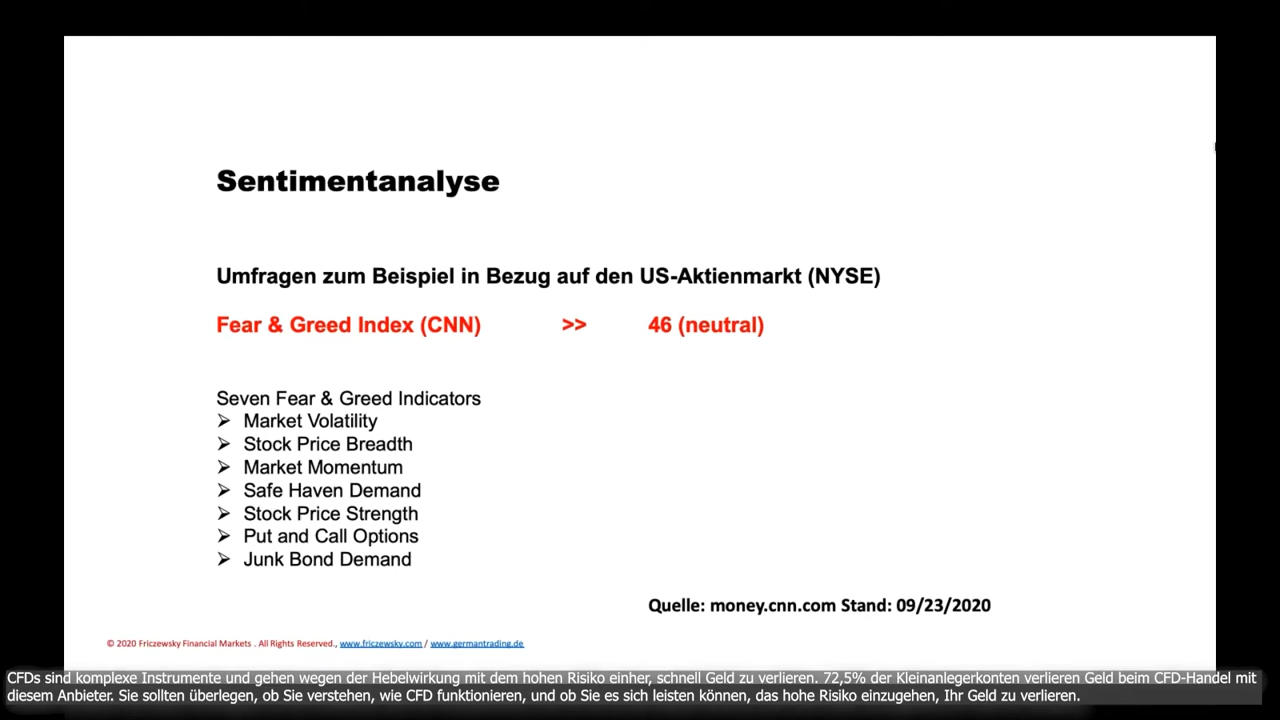 Sentimentanalyse
Umfragen zum Beispiel in Bezug auf den US-Aktienmarkt (NYSE)
Fear & Greed Index (CNN) >> 46 (neutral)
Seven Fear & Greed Indicators
➢ Market Volatility
➢ Stock Price Breadth
➢ Market Momentum
➢ Safe Haven Demand
➢ Stock Price Strength
➢ Put and Call Options
➢ Junk Bond Demand
Quelle: money.cnn.com Stand: 09/23/2020
© 2020 Friczewsky Financial Markets . All Rights Reserved., www.friczewsky.com / www.germantrading.de
CFDs sind komplexe Instrumente und gehen wegen der Hebelwirkung mit dem hohen Risiko einher, schnell Geld zu verlieren. 72,5% der Kleinanlegerkonten verlieren Geld beim CFD-Handel mit
diesem Anbieter. Sie sollten überlegen, ob Sie verstehen, wie CFD funktionieren, und ob Sie es sich leisten können, das hohe Risiko einzugehen, Ihr Geld zu verlieren.